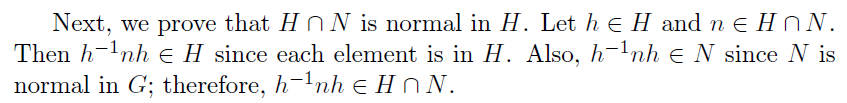 Next, we prove that H ∩ N is normal in H. Let h ∈ H and n ∈ H ∩ N.
Then h⁻¹nh ∈ H since each element is in H. Also, h⁻¹nh ∈ N since N is
normal in G; therefore, h⁻¹nh ∈ H ∩ N.